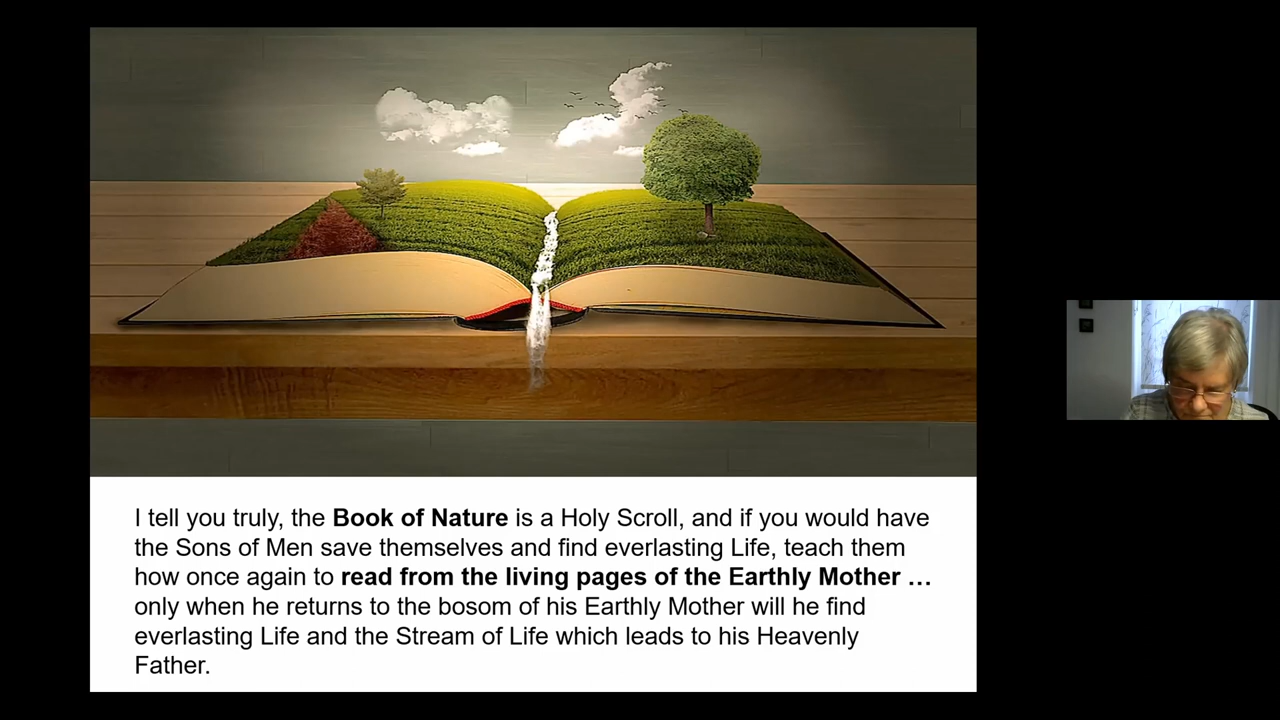 I tell you truly, the Book of Nature is a Holy Scroll, and if you would have
the Sons of Men save themselves and find everlasting Life, teach them
how once again to read from the living pages of the Earthly Mother …
only when he returns to the bosom of his Earthly Mother will he find
everlasting Life and the Stream of Life which leads to his Heavenly
Father.